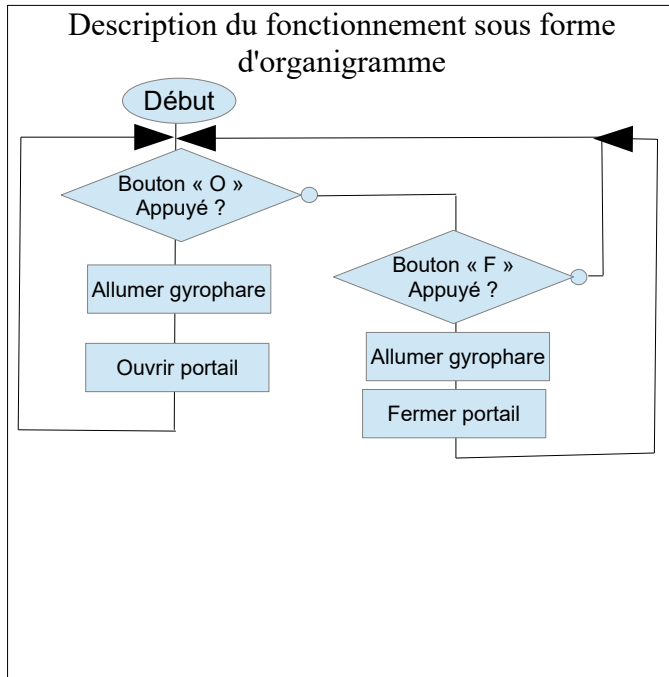 Description du fonctionnement sous forme
d'organigramme
Début
Bouton « O »
Appuyé ?
Allumer gyrophare
Ouvrir portail
Bouton « F »
Appuyé ?
Allumer gyrophare
Fermer portail